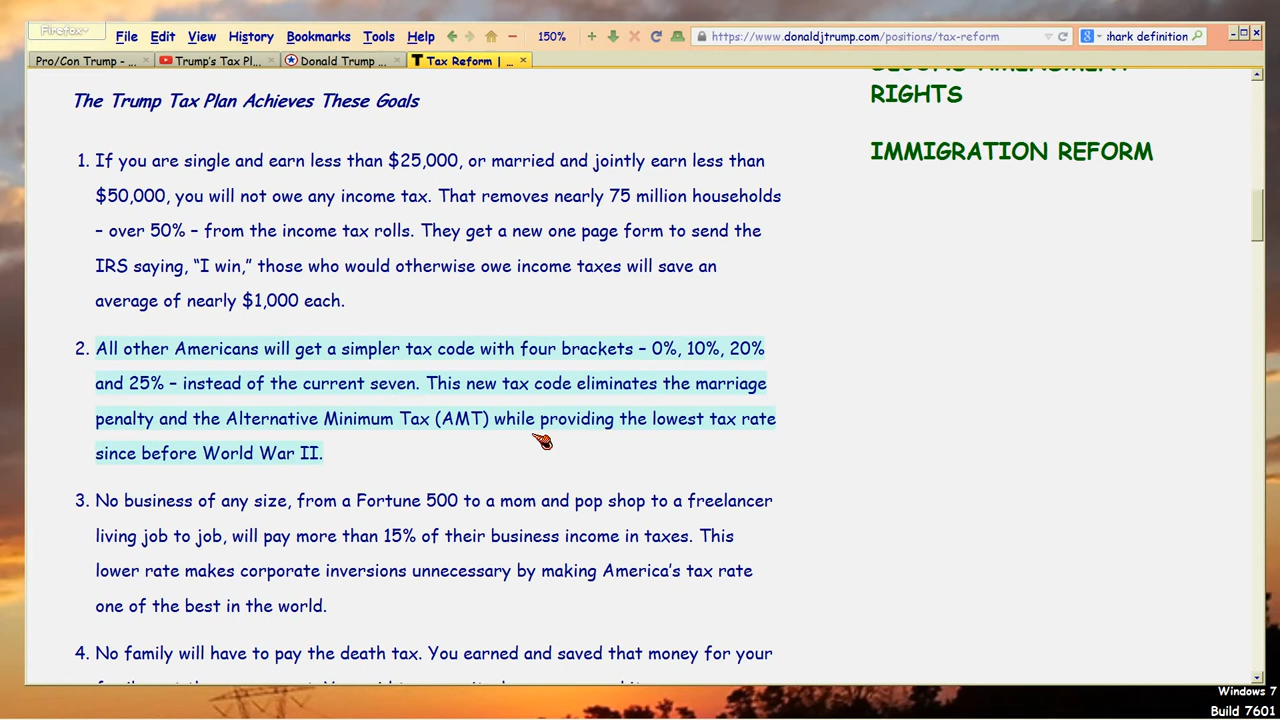 Firefox
File Edit View History Bookmarks Tools Help 150% https://www.donaldjtrump.com/positions/tax-reform hark definition
Pro/Con Trump - ... Trump's Tax Pl... Donald Trump ... Tax Reform | ...
The Trump Tax Plan Achieves These Goals
RIGHTS
IMMIGRATION REFORM
1. If you are single and earn less than $25,000, or married and jointly earn less than
$50,000, you will not owe any income tax. That removes nearly 75 million households
– over 50% – from the income tax rolls. They get a new one page form to send the
IRS saying, “I win,” those who would otherwise owe income taxes will save an
average of nearly $1,000 each.
2. All other Americans will get a simpler tax code with four brackets – 0%, 10%, 20%
and 25% – instead of the current seven. This new tax code eliminates the marriage
penalty and the Alternative Minimum Tax (AMT) while providing the lowest tax rate
since before World War II.
3. No business of any size, from a Fortune 500 to a mom and pop shop to a freelancer
living job to job, will pay more than 15% of their business income in taxes. This
lower rate makes corporate inversions unnecessary by making America’s tax rate
one of the best in the world.
4. No family will have to pay the death tax. You earned and saved that money for your
Windows 7
Build 7601